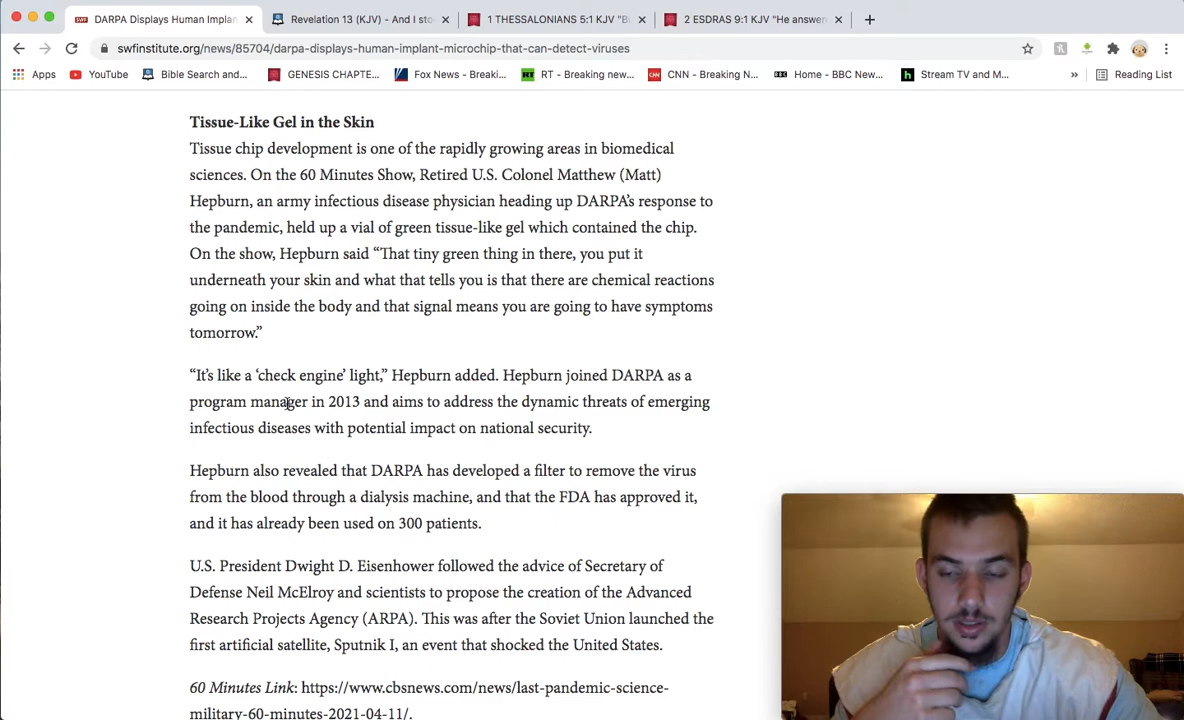 DARPA Displays Human Implan
Revelation 13 (KJV) - And I sto
1 THESSALONIANS 5:1 KJV "Bu
2 ESDRAS 9:1 KJV "He answer
swfinstitute.org/news/85704/darpa-displays-human-implant-microchip-that-can-detect-viruses
Apps YouTube Bible Search and... GENESIS CHAPTE... Fox News - Breaki... RT - Breaking new... CNN - Breaking N... BBC Home - BBC New... h Stream TV and M... » Reading List
Tissue-Like Gel in the Skin
Tissue chip development is one of the rapidly growing areas in biomedical
sciences. On the 60 Minutes Show, Retired U.S. Colonel Matthew (Matt)
Hepburn, an army infectious disease physician heading up DARPA's response to
the pandemic, held up a vial of green tissue-like gel which contained the chip.
On the show, Hepburn said “That tiny green thing in there, you put it
underneath your skin and what that tells you is that there are chemical reactions
going on inside the body and that signal means you are going to have symptoms
tomorrow.”
“It's like a ‘check engine’ light,” Hepburn added. Hepburn joined DARPA as a
program manager in 2013 and aims to address the dynamic threats of emerging
infectious diseases with potential impact on national security.
Hepburn also revealed that DARPA has developed a filter to remove the virus
from the blood through a dialysis machine, and that the FDA has approved it,
and it has already been used on 300 patients.
U.S. President Dwight D. Eisenhower followed the advice of Secretary of
Defense Neil McElroy and scientists to propose the creation of the Advanced
Research Projects Agency (ARPA). This was after the Soviet Union launched the
first artificial satellite, Sputnik I, an event that shocked the United States.
60 Minutes Link: https://www.cbsnews.com/news/last-pandemic-science-
military-60-minutes-2021-04-11/.